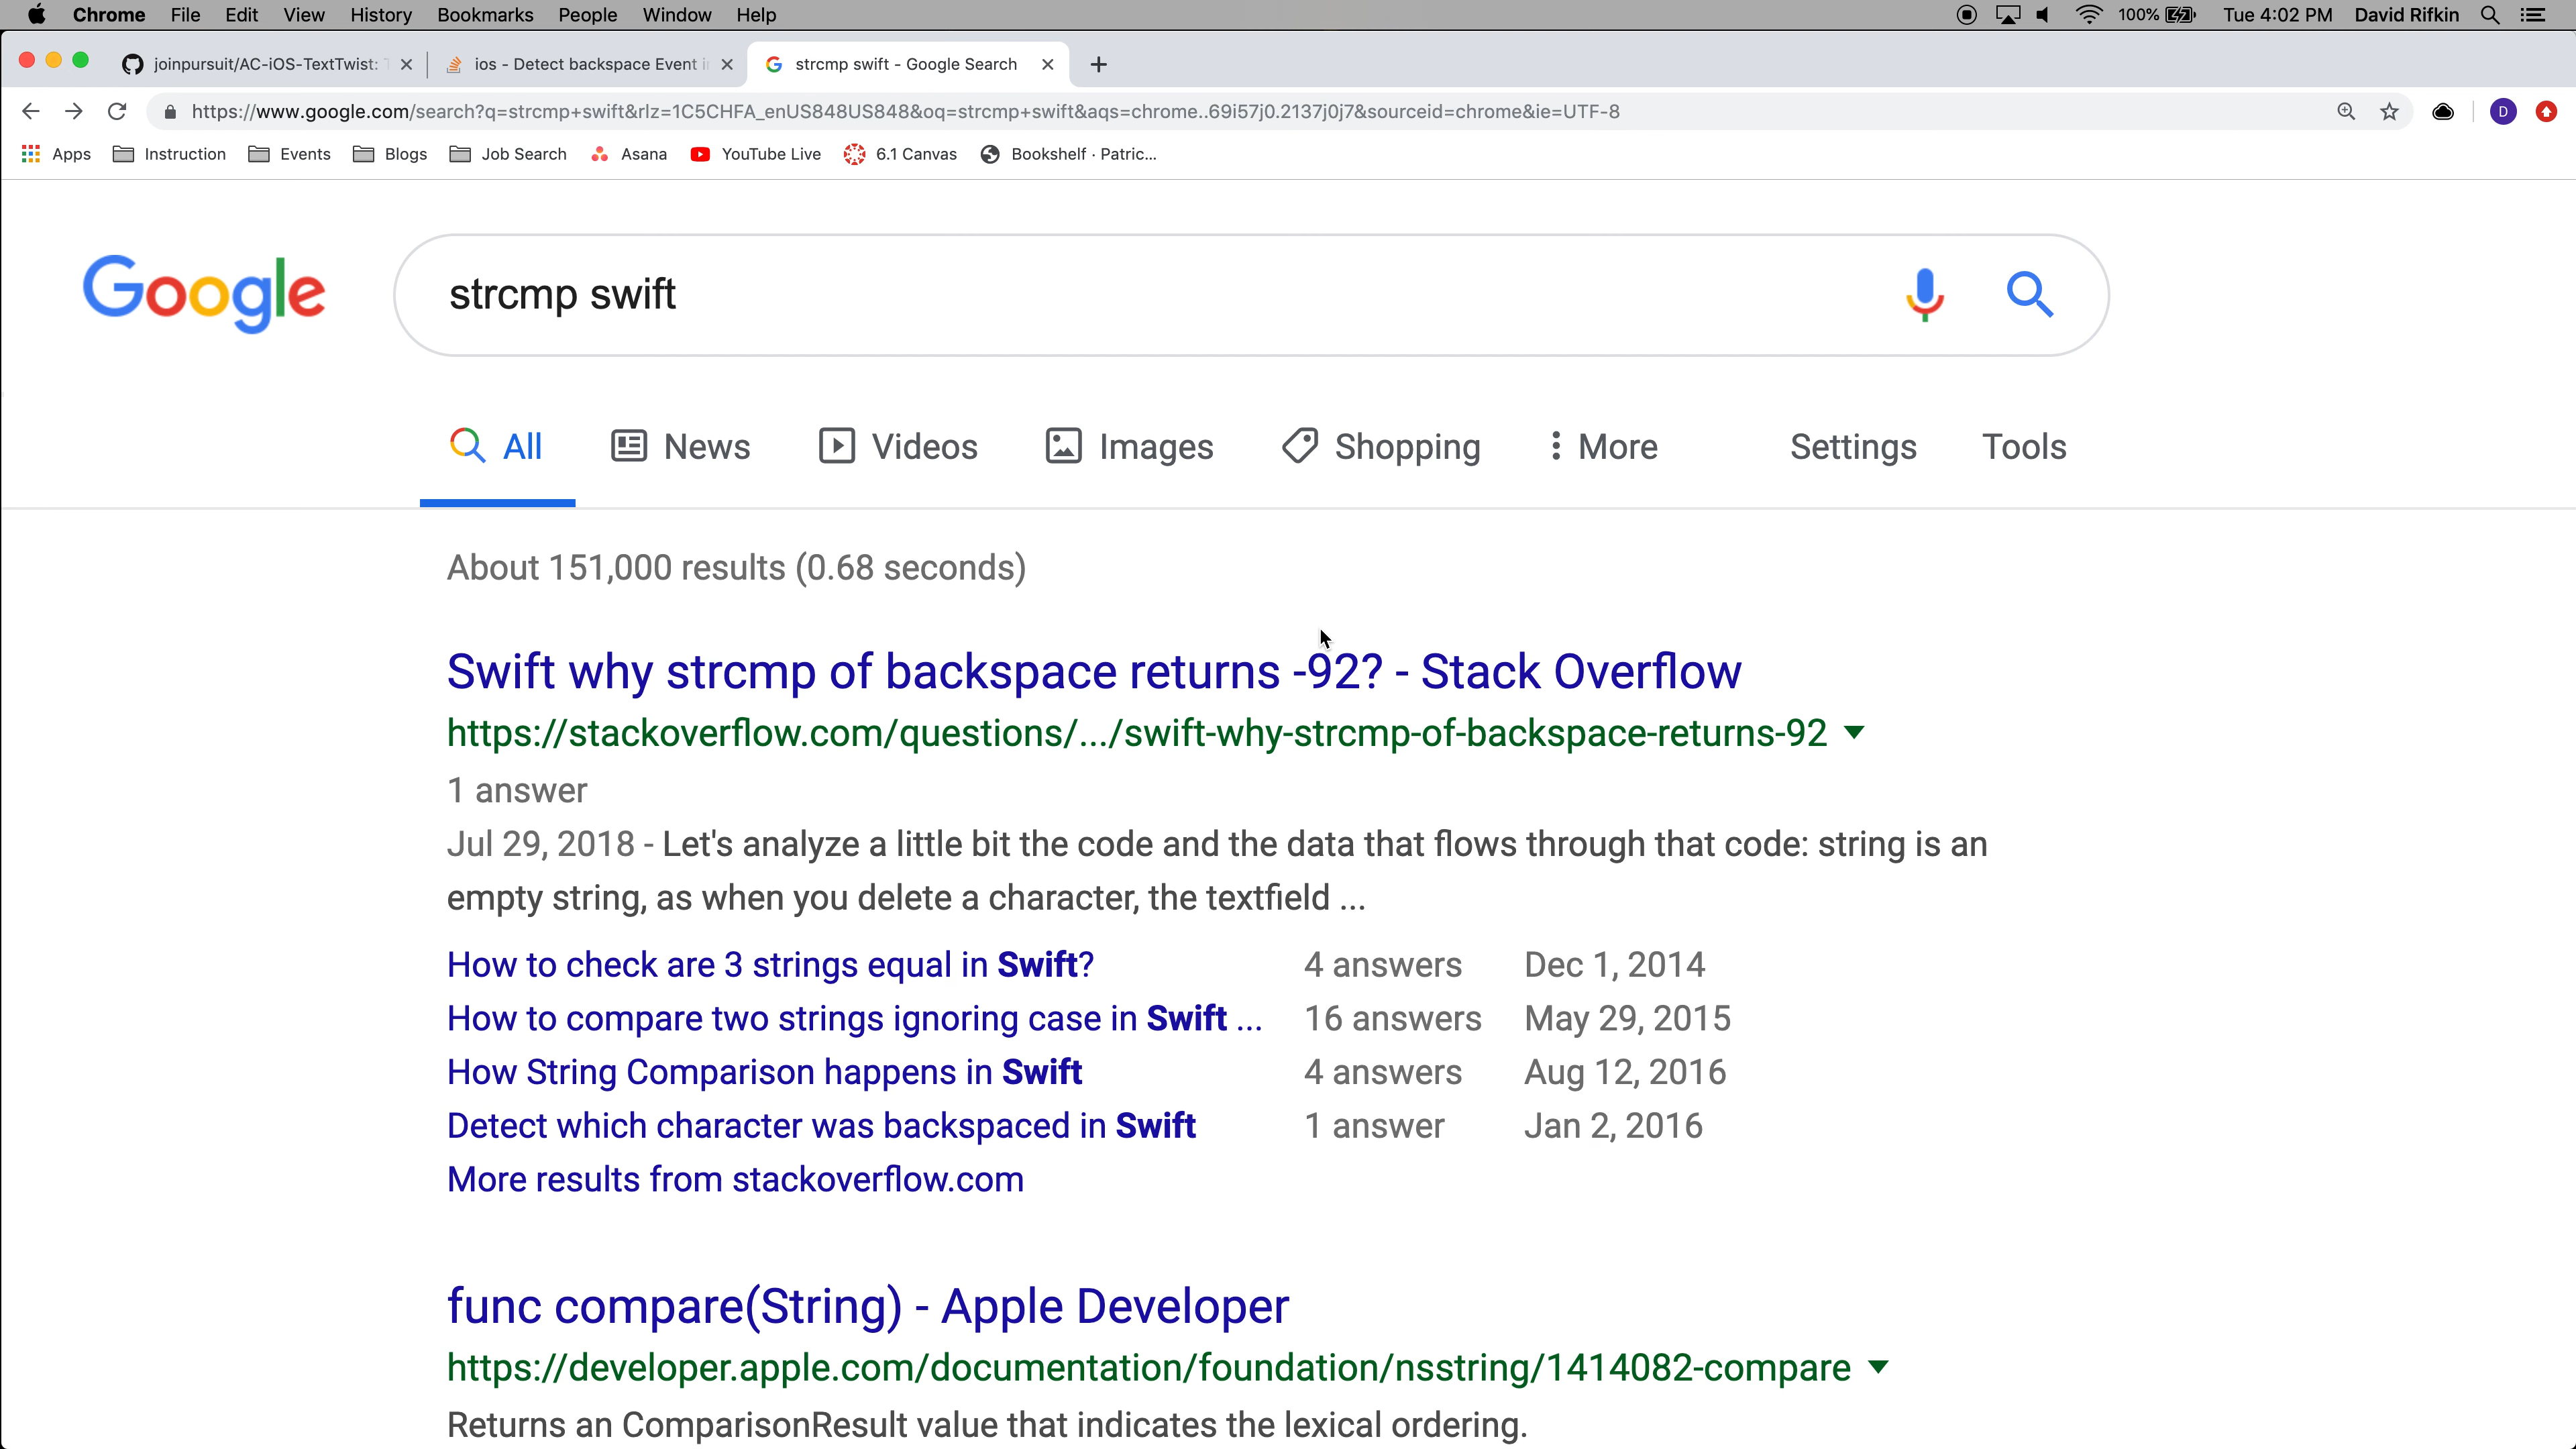 Chrome File Edit View History Bookmarks People Window Help 100% Tue 4:02 PM David Rifkin
joinpursuit/AC-iOS-TextTwist: ios - Detect backspace Event strcmp swift - Google Search
https://www.google.com/search?q=strcmp+swift&rlz=1C5CHFA_enUS848US848&oq=strcmp+swift&aqs=chrome..69i57j0.2137j0j7&sourceid=chrome&ie=UTF-8 D
Apps Instruction Events Blogs Job Search Asana YouTube Live 6.1 Canvas Bookshelf · Patric...
Google strcmp swift
All News Videos Images Shopping More Settings Tools
About 151,000 results (0.68 seconds)
Swift why strcmp of backspace returns -92? - Stack Overflow
https://stackoverflow.com/questions/.../swift-why-strcmp-of-backspace-returns-92
1 answer
Jul 29, 2018 - Let's analyze a little bit the code and the data that flows through that code: string is an
empty string, as when you delete a character, the textfield ...
How to check are 3 strings equal in Swift? 4 answers Dec 1, 2014
How to compare two strings ignoring case in Swift ... 16 answers May 29, 2015
How String Comparison happens in Swift 4 answers Aug 12, 2016
Detect which character was backspaced in Swift 1 answer Jan 2, 2016
More results from stackoverflow.com
func compare(String) - Apple Developer
https://developer.apple.com/documentation/foundation/nsstring/1414082-compare
Returns an ComparisonResult value that indicates the lexical ordering.